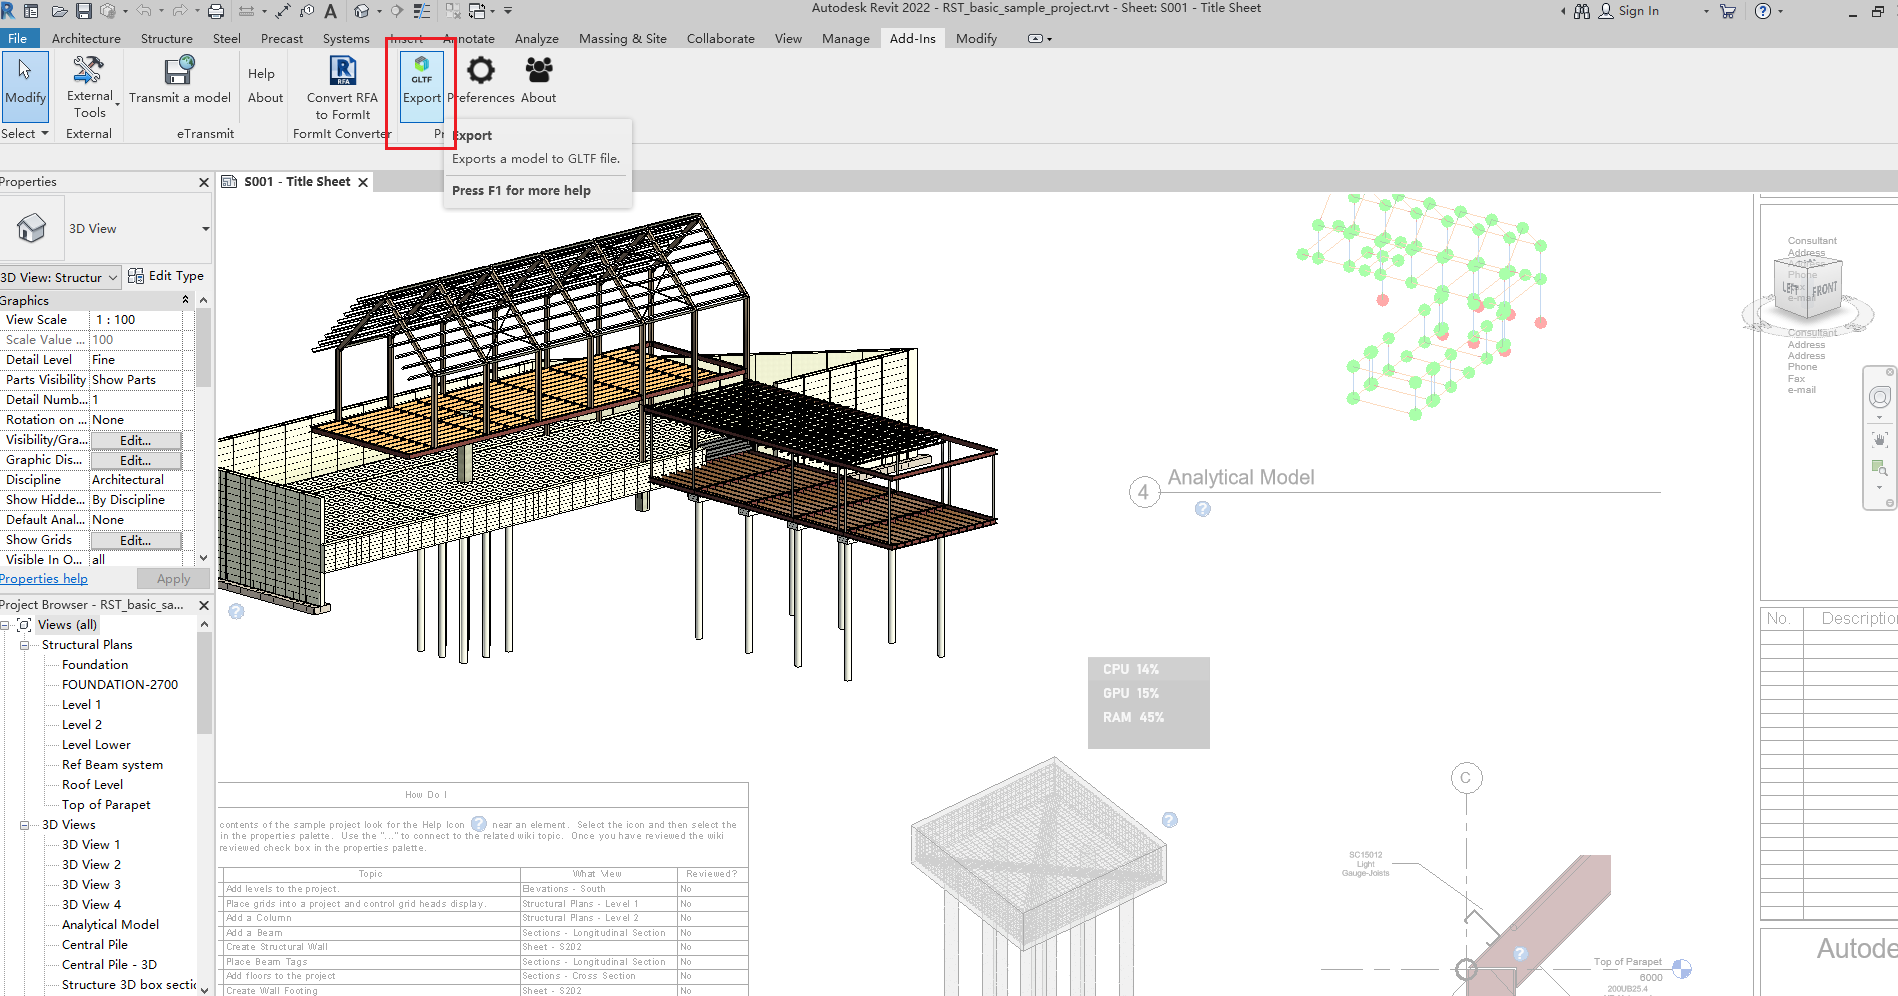 Autodesk Revit 2022 - RST_basic_sample_project.rvt - Sheet: S001 - Title Sheet
Sign In
File Architecture Structure Steel Precast Systems Insert Annotate Analyze Massing & Site Collaborate View Manage Add-Ins Modify
Modify
External
Tools
Transmit a model
Help
About
RFA
Convert RFA
to FormIt
GLTF
Export
Preferences
About
Select
External
eTransmit
FormIt Converter
Export
Exports a model to GLTF file.
Press F1 for more help
Properties
3D View
3D View: Structur
Edit Type
Graphics
View Scale 1 : 100
Scale Value ... 100
Detail Level Fine
Parts Visibility Show Parts
Detail Numb... 1
Rotation on ... None
Visibility/Gra... Edit...
Graphic Dis... Edit...
Discipline Architectural
Show Hidde... By Discipline
Default Anal... None
Show Grids Edit...
Visible In O... all
Properties help
Apply
Project Browser - RST_basic_sa...
Views (all)
Structural Plans
Foundation
FOUNDATION-2700
Level 1
Level 2
Level Lower
Ref Beam system
Roof Level
Top of Parapet
3D Views
3D View 1
3D View 2
3D View 3
3D View 4
Analytical Model
Central Pile
Central Pile - 3D
Structure 3D box sectic
S001 - Title Sheet
4 Analytical Model
CPU 14%
GPU 15%
RAM 45%
Consultant
Address
Address
Phone
Fax
e-mail
LEFT FRONT
Consultant
Address
Address
Phone
Fax
e-mail
No. Descriptio
How Do I
contents of the sample project look for the Help Icon ? near an element. Select the icon and then select the
in the properties palette. Use the "..." to connect to the related wiki topic. Once you have reviewed the wiki
reviewed check box in the properties palette.
Topic What View Reviewed?
Add levels to the project. Elevations - South No
Place grids into a project and control grid heads display. Structural Plans - Level 1 No
Add a Column Structural Plans - Level 2 No
Add a Beam Sections - Longitudinal Section No
Create Structural Wall Sheet - S202 No
Place Beam Tags Sections - Longitudinal Section No
Add floors to the project Sections - Cross Section No
Create Wall Footing Sheet - S202 No
C
SC15012
Light
Gauge-Joists
Top of Parapet
6000
200UB25.4
Autode